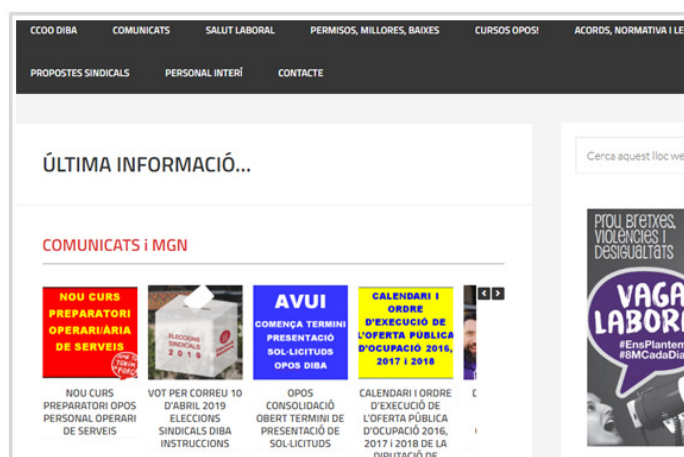 CCOO DIBA COMUNICATS SALUT LABORAL PERMISOS, MILLORES, BAIXES CURSOS OPOS! ACORDS, NORMATIVA I LE
PROPOSTES SINDICALS PERSONAL INTERÍ CONTACTE
ÚLTIMA INFORMACIÓ...
Cerca aquest lloc we
COMUNICATS i MGN
NOU CURS
PREPARATORI
OPERARI/ÀRIA
DE SERVEIS
ELECCIONS
SINDICALS
2019
AVUI
COMENÇA TERMINI
PRESENTACIÓ
SOL·LICITUDS
OPOS DIBA
CALENDARI I
ORDRE
D'EXECUCIÓ DE
L'OFERTA PÚBLICA
D'OCUPACIÓ 2016,
2017 i 2018
NOU CURS
PREPARATORI OPOS
PERSONAL OPERARI
DE SERVEIS
VOT PER CORREU 10
D'ABRIL 2019
ELECCIONS
SINDICALS DIBA
INSTRUCCIONS
OPOS
CONSOLIDACIÓ
OBERT TERMINI DE
PRESENTACIÓ DE
SOL·LICITUDS
CALENDARI I ORDRE
D'EXECUCIÓ DE
L'OFERTA PÚBLICA
D'OCUPACIÓ 2016,
2017 i 2018 DE LA
DIPUTACIÓ DE
PROU BRETXES,
VIOLÈNCIES I
DESIGUALTATS
VAGA
LABOR
#EnsPlantem
#8MCadaDia